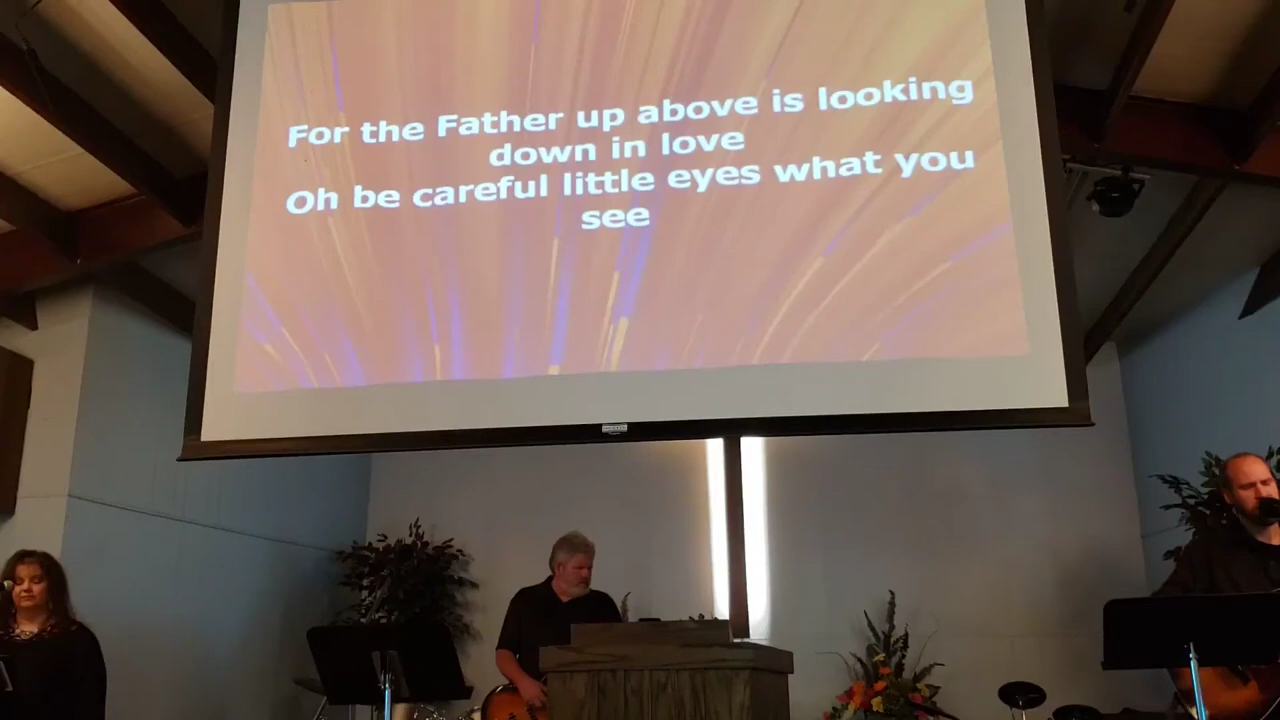 For the Father up above is looking
down in love
Oh be careful little eyes what you
see